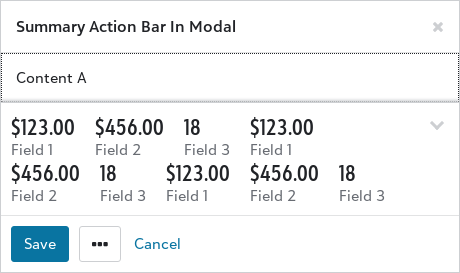 Summary Action Bar In Modal
Content A
$123.00 $456.00 18 $123.00
Field 1 Field 2 Field 3 Field 1
$456.00 18 $123.00 $456.00 18
Field 2 Field 3 Field 1 Field 2 Field 3
Save ••• Cancel